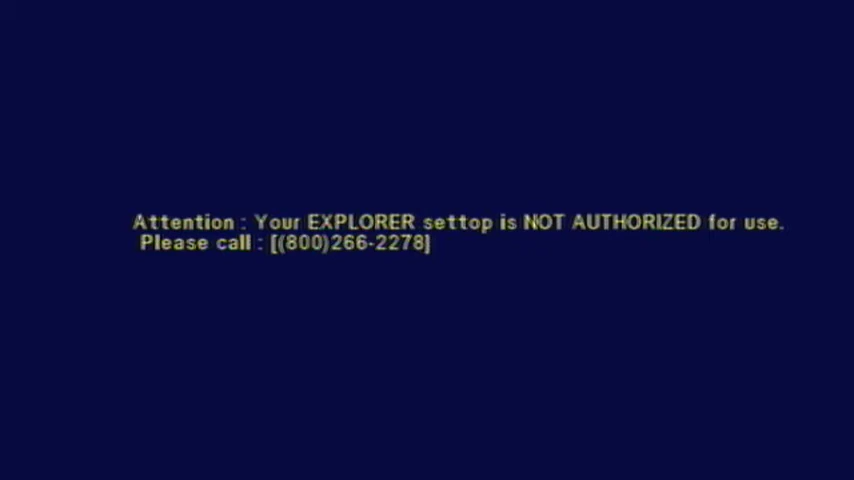 Attention : Your EXPLORER settop is NOT AUTHORIZED for use.
Please call : [(800)266-2278]